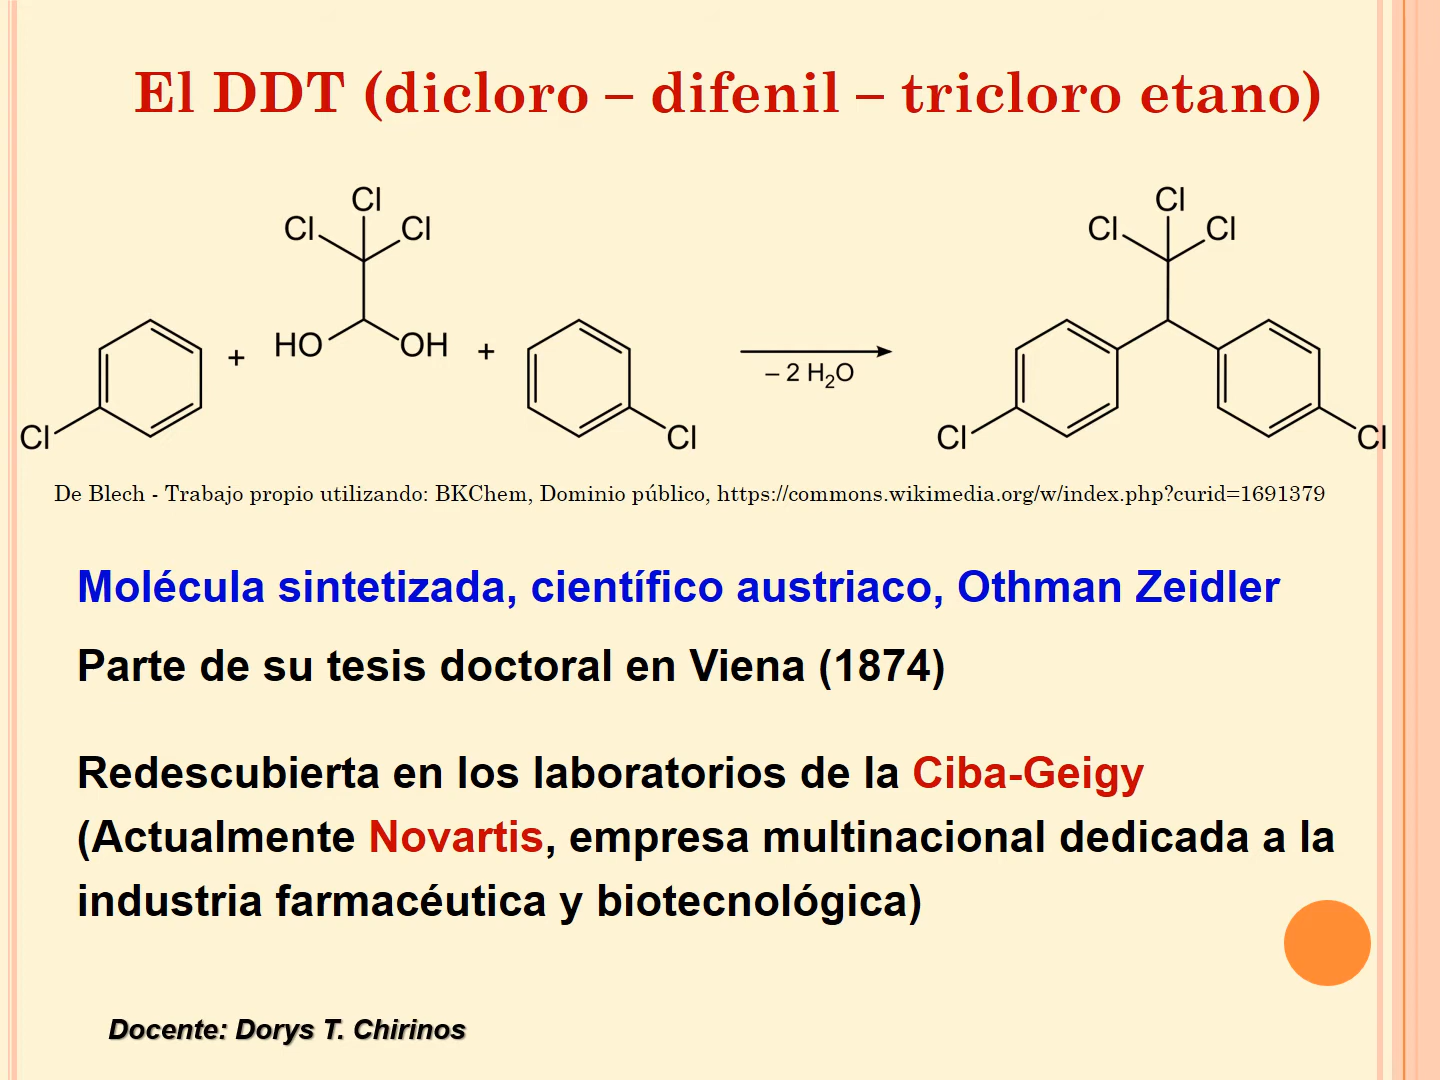 El DDT (dicloro – difenil – tricloro etano)
Cl
Cl Cl
HO OH
Cl
+
+
Cl
– 2 H₂O
Cl
Cl Cl
Cl
Cl
De Blech - Trabajo propio utilizando: BKChem, Dominio público, https://commons.wikimedia.org/w/index.php?curid=1691379
Molécula sintetizada, científico austriaco, Othman Zeidler
Parte de su tesis doctoral en Viena (1874)
Redescubierta en los laboratorios de la Ciba-Geigy
(Actualmente Novartis, empresa multinacional dedicada a la
industria farmacéutica y biotecnológica)
Docente: Dorys T. Chirinos